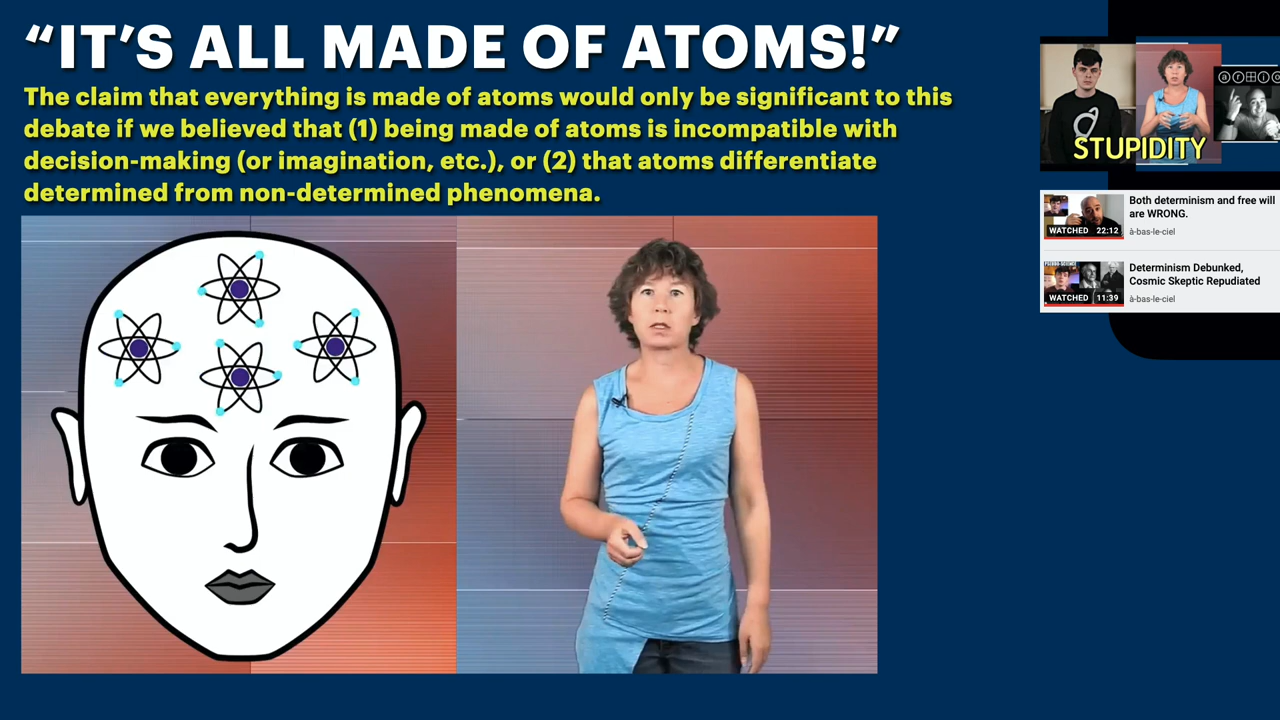 “IT’S ALL MADE OF ATOMS!”
The claim that everything is made of atoms would only be significant to this
debate if we believed that (1) being made of atoms is incompatible with
decision-making (or imagination, etc.), or (2) that atoms differentiate
determined from non-determined phenomena.
STUPIDITY
WATCHED 22:12
Both determinism and free will
are WRONG.
à-bas-le-ciel
WATCHED 11:39
Determinism Debunked,
Cosmic Skeptic Repudiated
à-bas-le-ciel